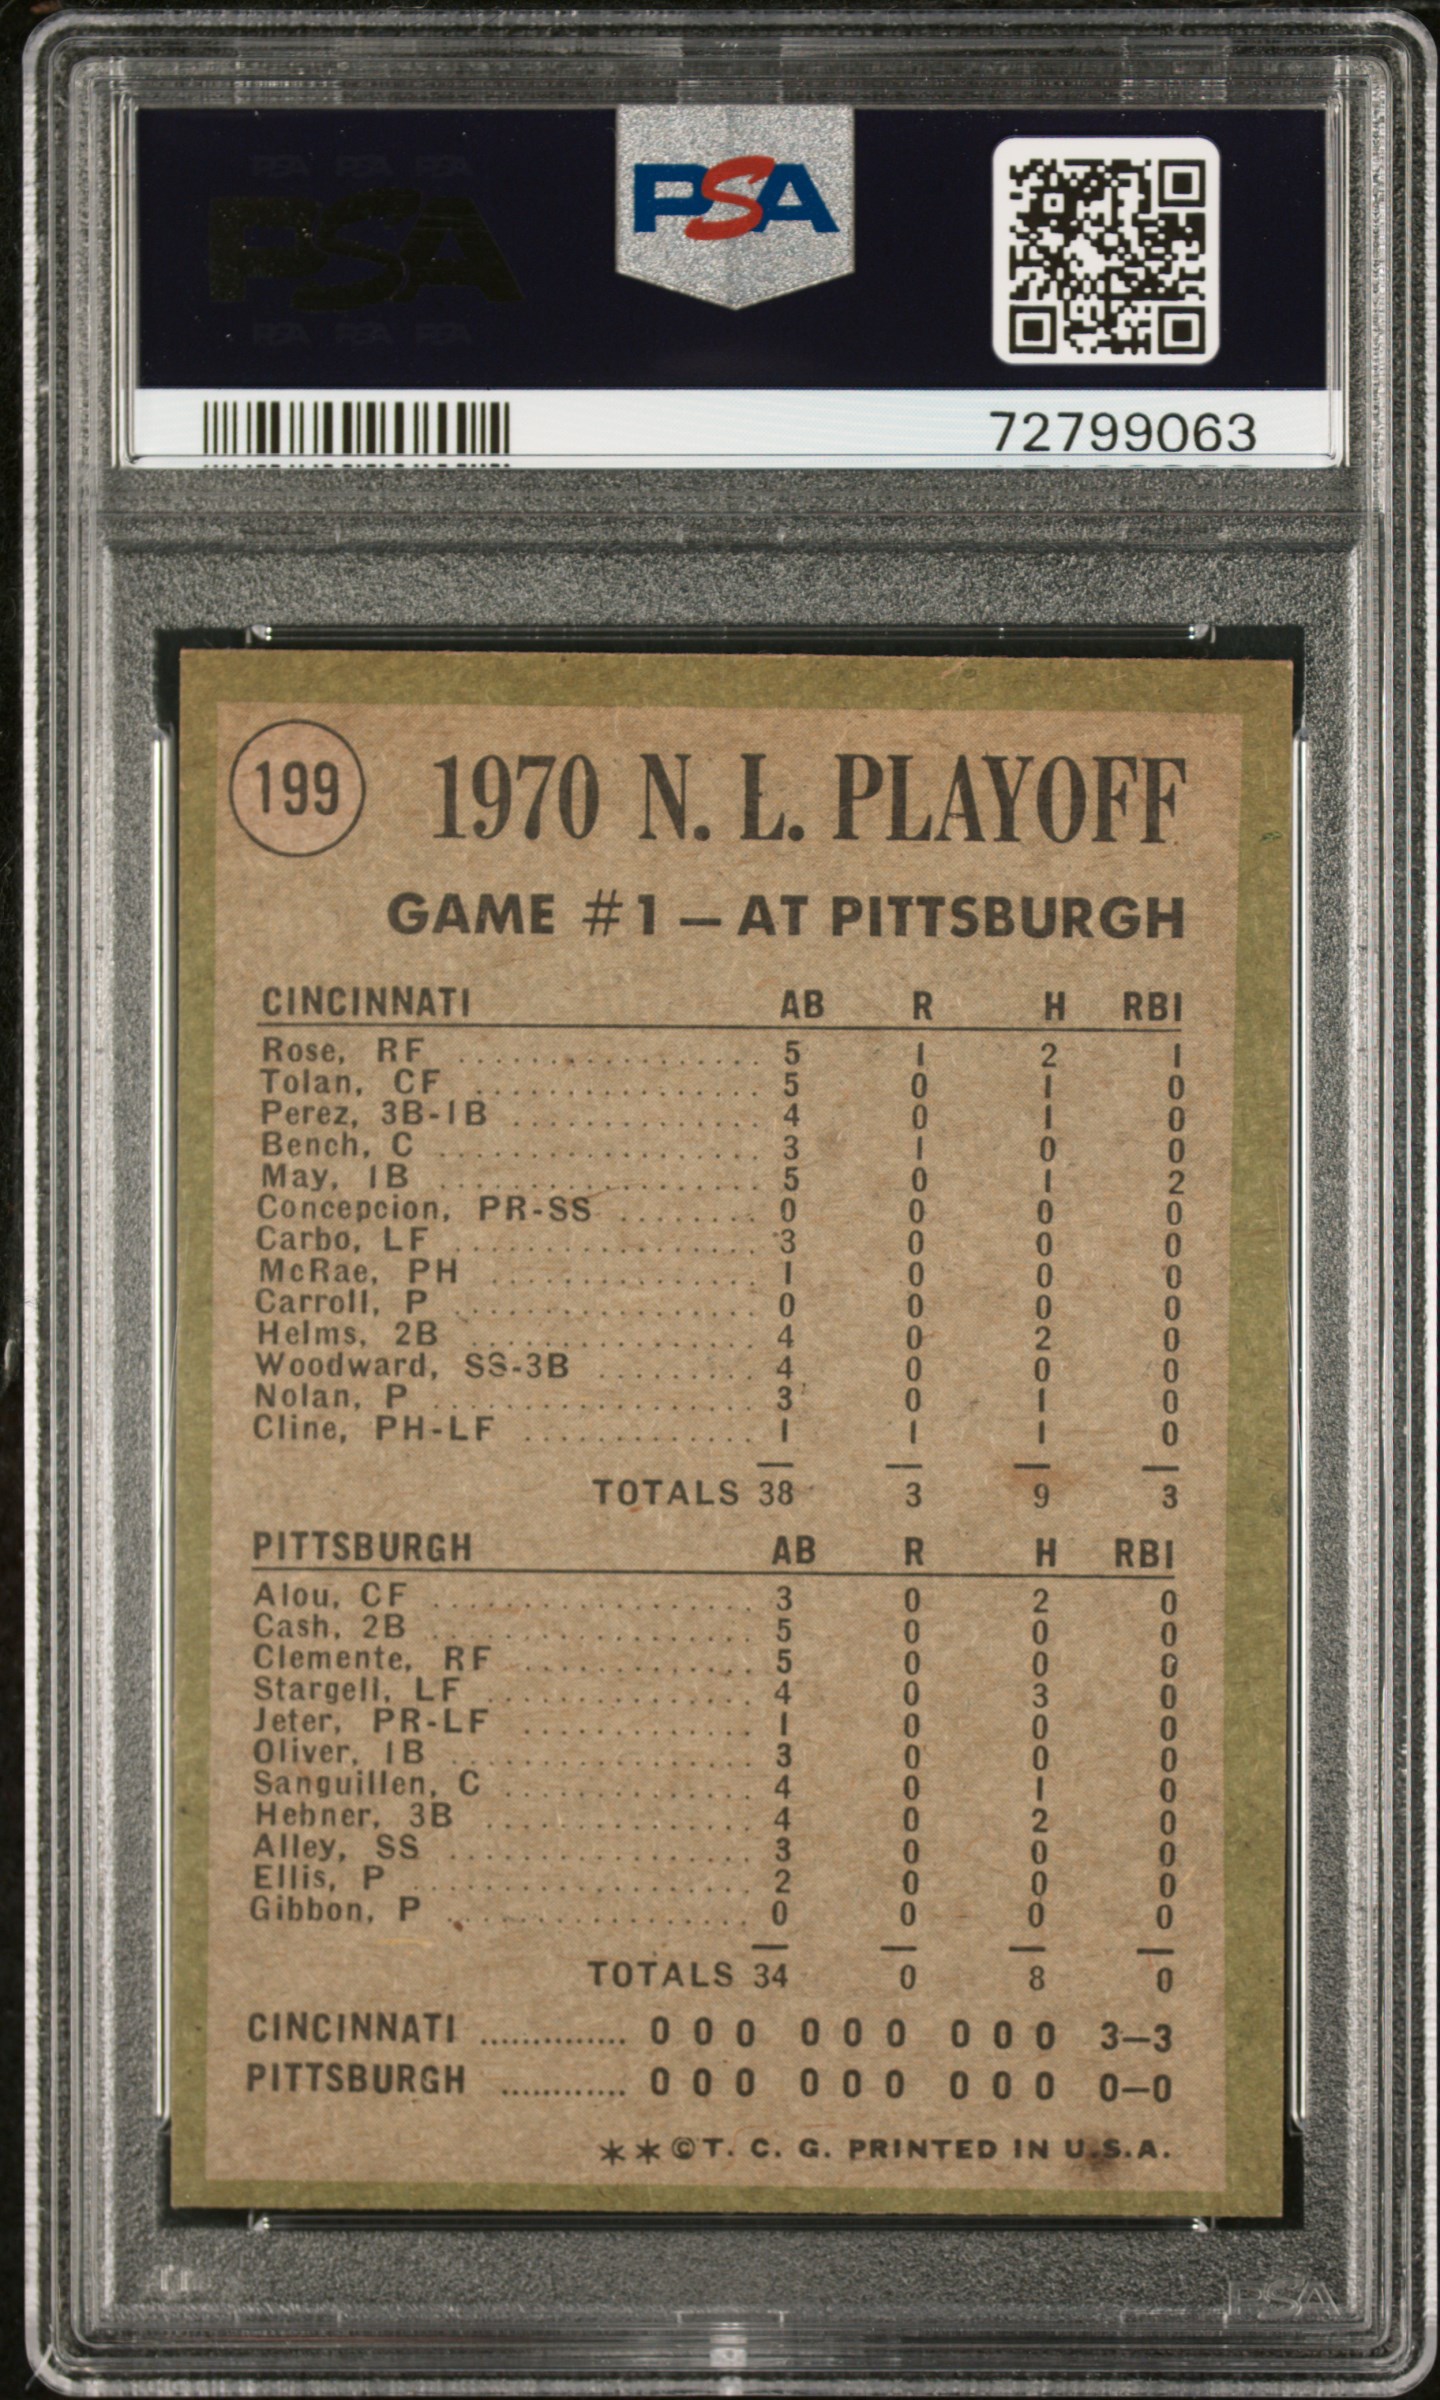 PSA PSA PSA
PSA
PSA PSA PSA
PSA
72799063
199
1970 N. L. PLAYOFF
GAME #1 — AT PITTSBURGH
CINCINNATI AB R H RBI
Rose, RF .................... 5 1 2 1
Tolan, CF .................. 5 0 1 0
Perez, 3B-1B ............... 4 0 1 0
Bench, C .................... 3 1 0 0
May, 1B .................... 5 0 1 2
Concepcion, PR-SS ........ 0 0 0 0
Carbo, LF ................... 3 0 0 0
McRae, PH ................. 1 0 0 0
Carroll, P ................... 0 0 0 0
Helms, 2B .................. 4 0 2 0
Woodward, SS-3B .......... 4 0 0 0
Nolan, P .................... 3 0 1 0
Cline, PH-LF .............. 1 1 1 0
TOTALS 38 3 9 3
PITTSBURGH AB R H RBI
Alou, CF .................... 3 0 2 0
Cash, 2B .................... 5 0 0 0
Clemente, RF .............. 5 0 0 0
Stargell, LF ................. 4 0 3 0
Jeter, PR-LF .............. 1 0 0 0
Oliver, 1B ................... 3 0 0 0
Sanguillen, C ............... 4 0 1 0
Hebner, 3B ................. 4 0 2 0
Alley, SS ................... 3 0 0 0
Ellis, P ..................... 2 0 0 0
Gibbon, P .................. 0 0 0 0
TOTALS 34 0 8 0
CINCINNATI .............. 0 0 0 0 0 0 0 0 0 3—3
PITTSBURGH ............ 0 0 0 0 0 0 0 0 0 0—0
**©T. C. G. PRINTED IN U.S.A.
PSA